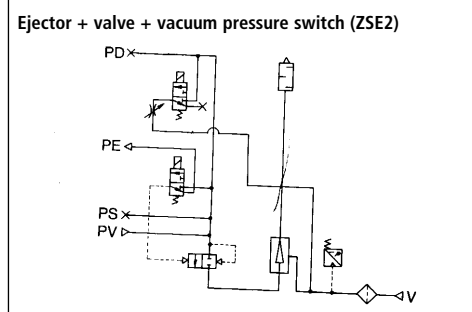 Ejector + valve + vacuum pressure switch (ZSE2)
PD
PE
PS
PV
V